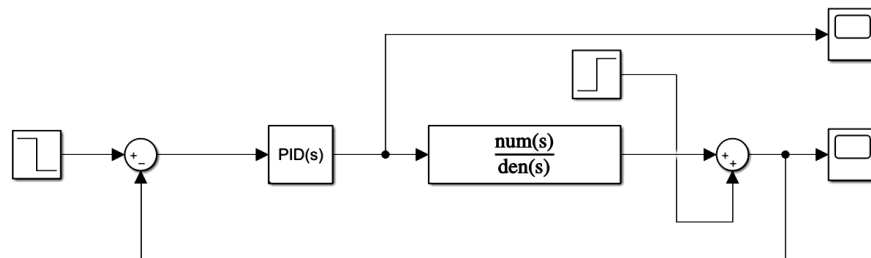 +
−
PID(s)
num(s)
den(s)
+
+